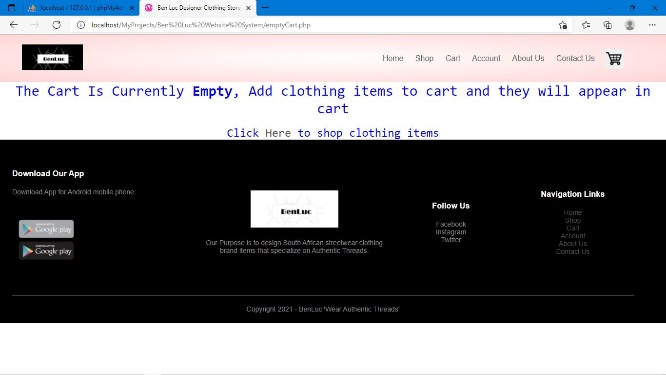 localhost / 127.0.0.1 | phpMyAd
Ben Luc Designer Clothing Store
localhost/MyProjects/Ben%20Luc%20Website%20System/emptyCart.php
BenLuc
Home Shop Cart Account About Us Contact Us
The Cart Is Currently Empty, Add clothing items to cart and they will appear in
cart
Click Here to shop clothing items
Download Our App
Download App for Android mobile phone
Google play
Google play
BenLuc
Our Purpose is to design South African streetwear clothing
brand items that specialize on Authentic Threads.
Follow Us
Facebook
Instagram
Twitter
Navigation Links
Home
Shop
Cart
Account
About Us
Contact Us
Copyright 2021 - BenLuc 'Wear Authentic Threads'